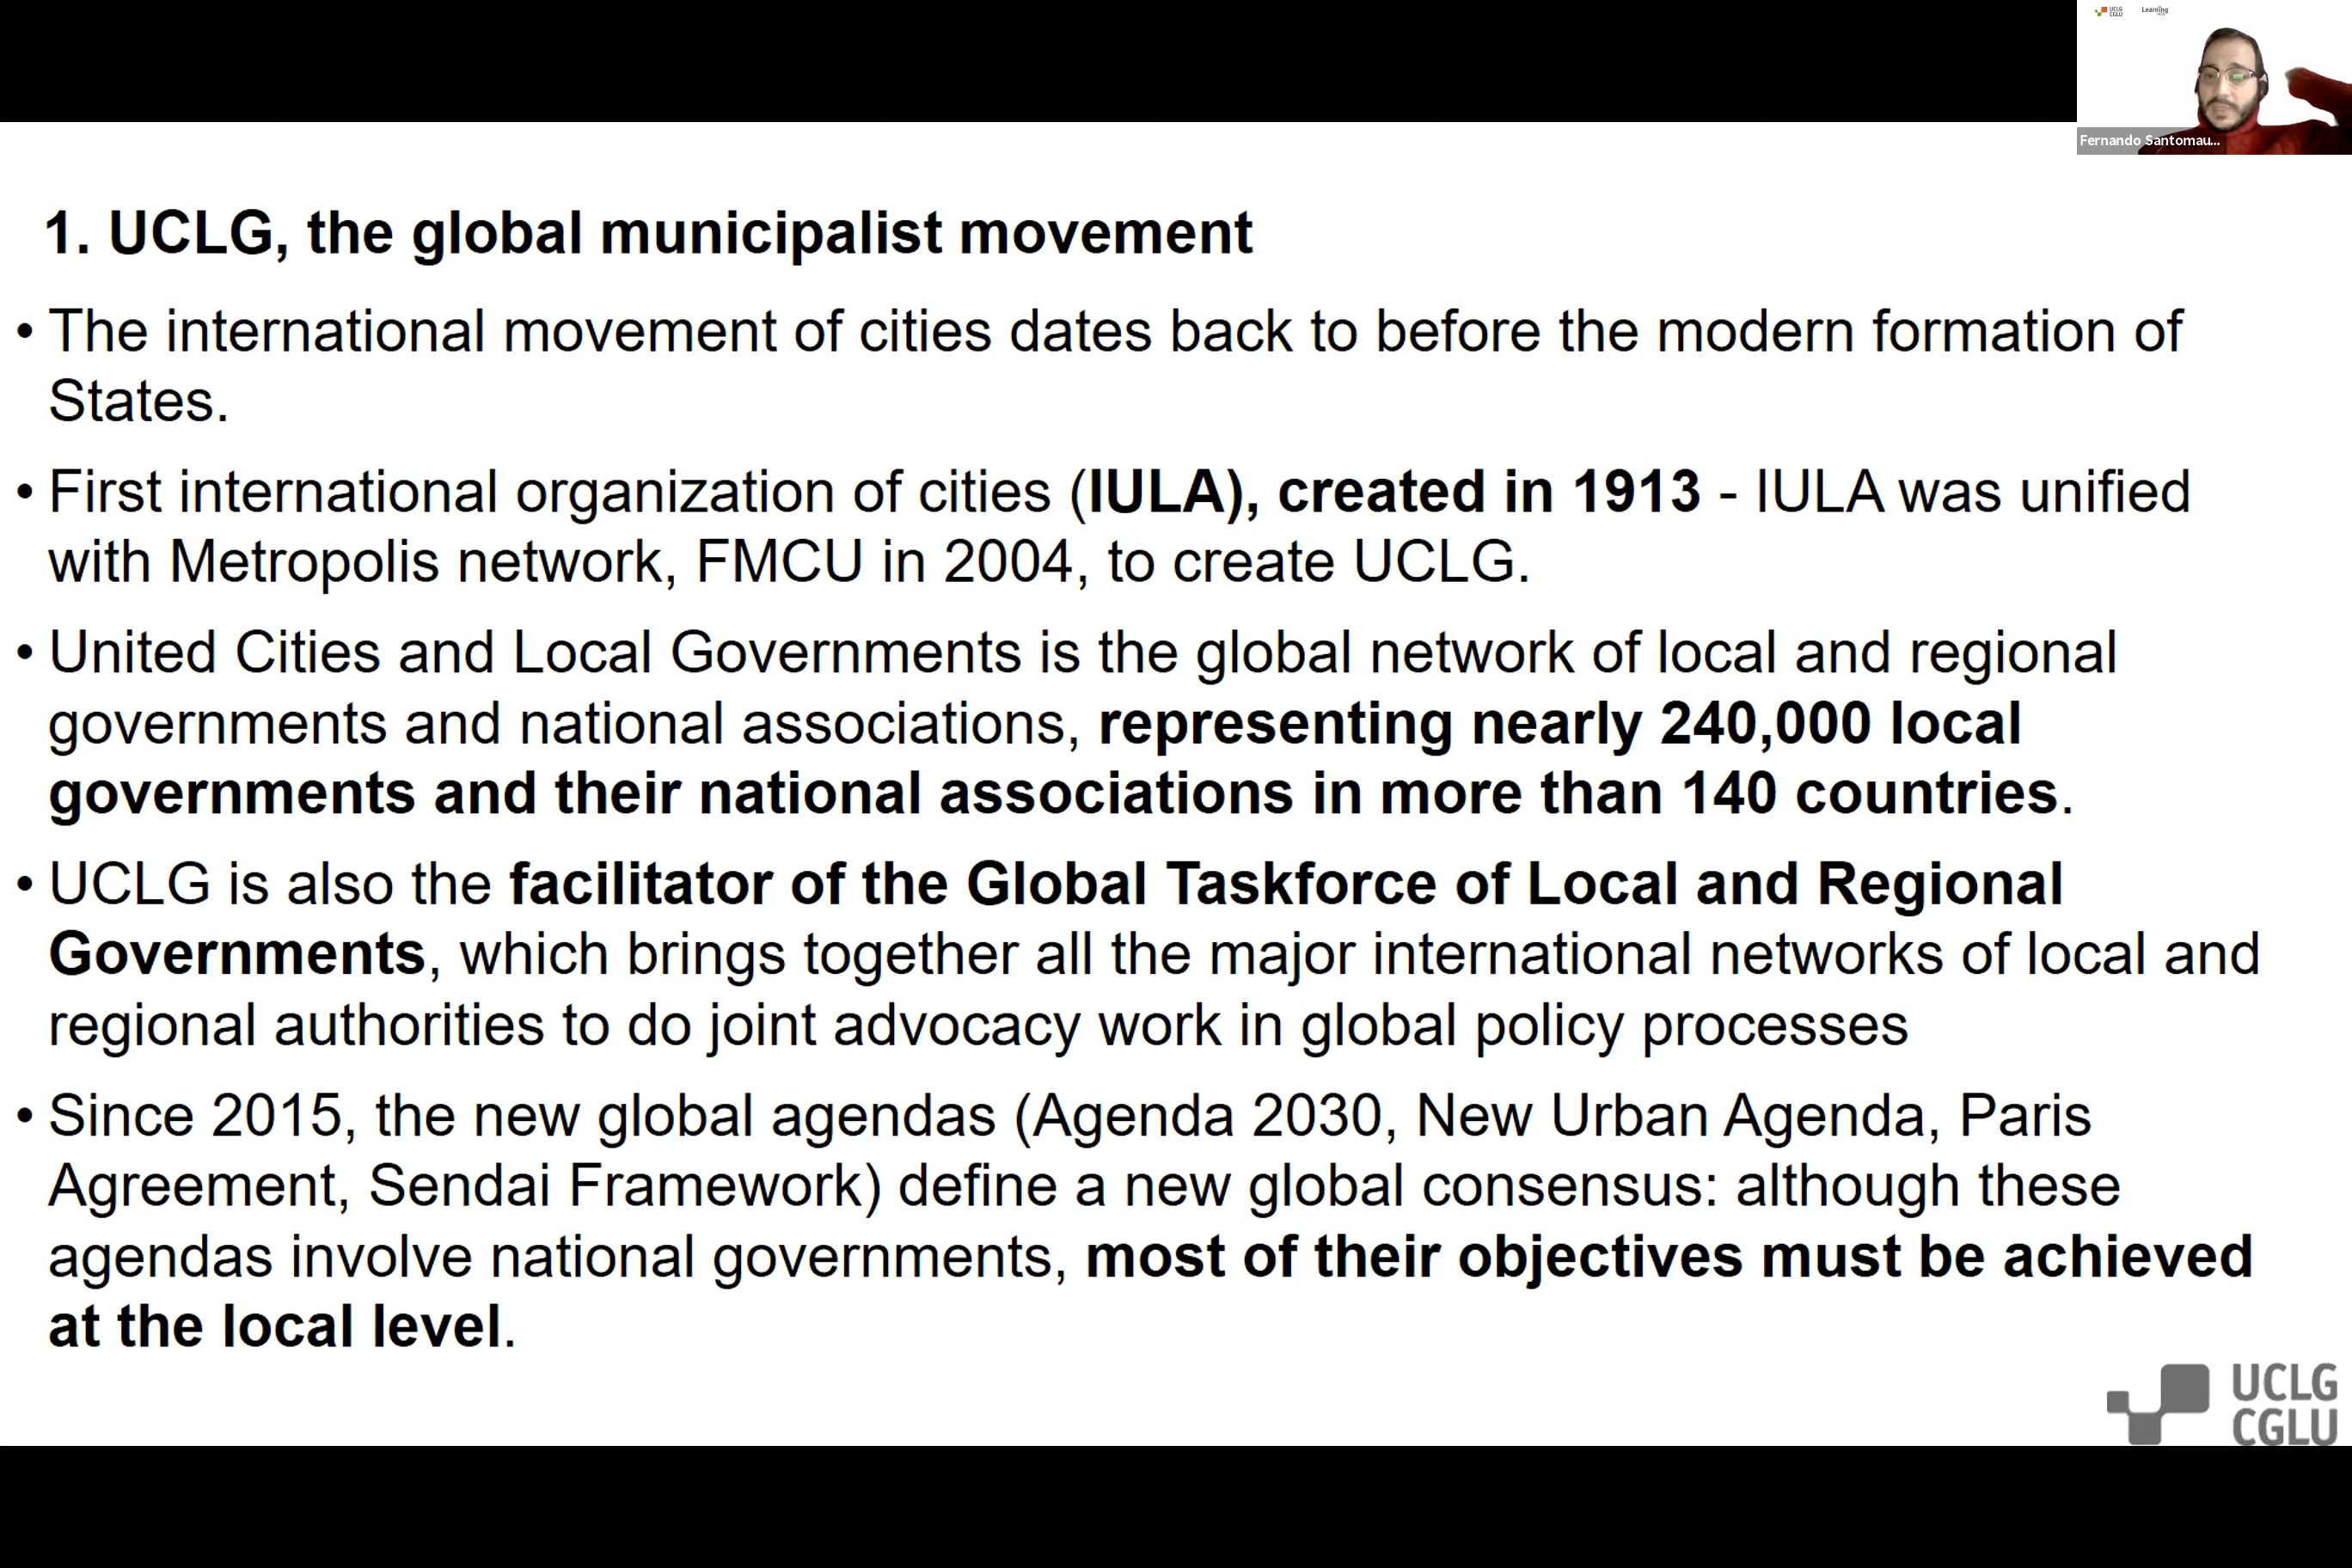 UCLG
CGLU
Learning
Fernando Santomau...
1. UCLG, the global municipalist movement
• The international movement of cities dates back to before the modern formation of
States.
• First international organization of cities (IULA), created in 1913 - IULA was unified
with Metropolis network, FMCU in 2004, to create UCLG.
• United Cities and Local Governments is the global network of local and regional
governments and national associations, representing nearly 240,000 local
governments and their national associations in more than 140 countries.
• UCLG is also the facilitator of the Global Taskforce of Local and Regional
Governments, which brings together all the major international networks of local and
regional authorities to do joint advocacy work in global policy processes
• Since 2015, the new global agendas (Agenda 2030, New Urban Agenda, Paris
Agreement, Sendai Framework) define a new global consensus: although these
agendas involve national governments, most of their objectives must be achieved
at the local level.
UCLG
CGLU